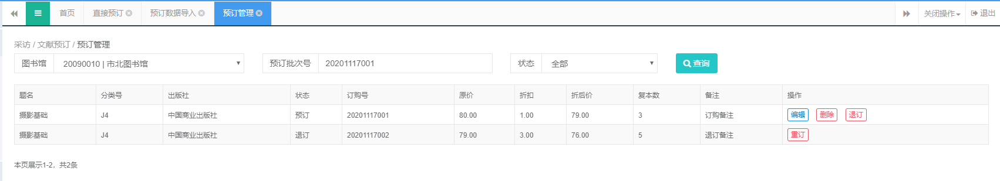 首页 直接预订 预订数据导入 预订管理 关闭操作 退出
采访 / 文献预订 / 预订管理
图书馆 20090010 | 市北图书馆 预订批次号 20201117001 状态 全部 查询
题名 分类号 出版社 状态 订购号 原价 折扣 折后价 复本数 备注 操作
摄影基础 J4 中国商业出版社 预订 20201117001 80.00 1.00 79.00 3 订购备注 编辑 删除 退订
摄影基础 J4 中国商业出版社 退订 20201117002 79.00 3.00 76.00 5 退订备注 重订
本页展示1-2，共2条